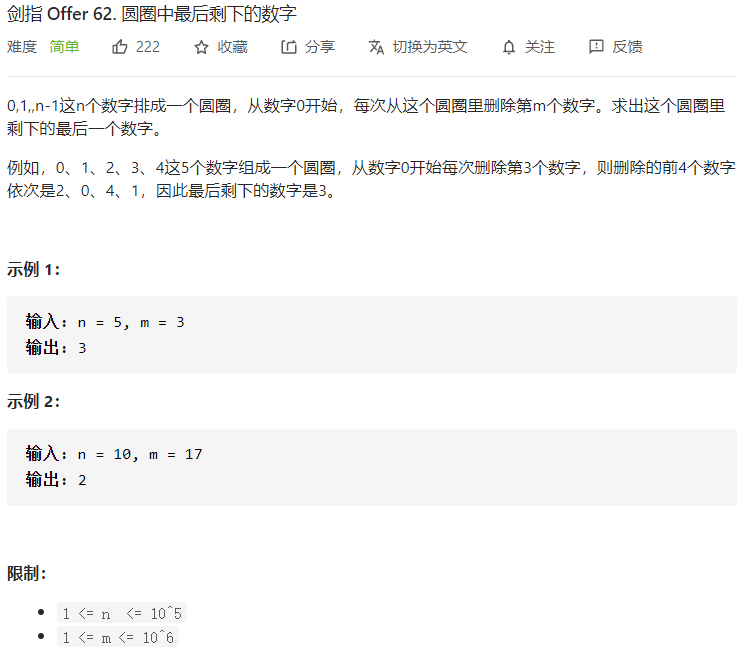 剑指 Offer 62. 圆圈中最后剩下的数字
难度 简单 222 收藏 分享 切换为英文 关注 反馈
0,1,,n-1这n个数字排成一个圆圈，从数字0开始，每次从这个圆圈里删除第m个数字。求出这个圆圈里
剩下的最后一个数字。
例如，0、1、2、3、4这5个数字组成一个圆圈，从数字0开始每次删除第3个数字，则删除的前4个数字
依次是2、0、4、1，因此最后剩下的数字是3。
示例 1：
输入：n = 5, m = 3
输出：3
示例 2：
输入：n = 10, m = 17
输出：2
限制：
• 1 <= n <= 10^5
• 1 <= m <= 10^6